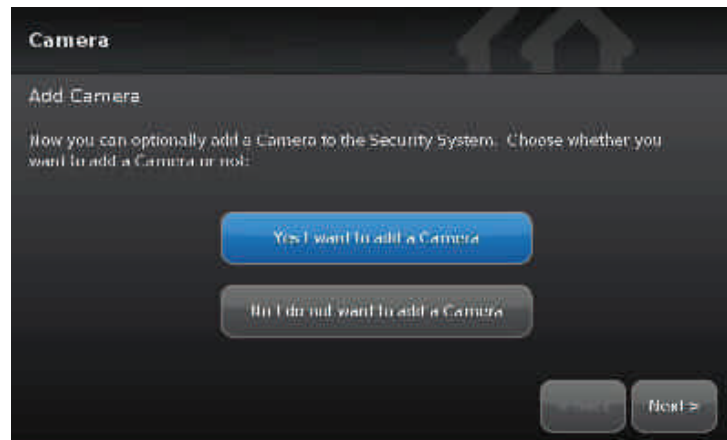 Camera
Add Camera
Now you can optionally add a Camera to the Security System. Choose whether you
want to add a Camera or not:
Yes I want to add a Camera
No I do not want to add a Camera
Next >